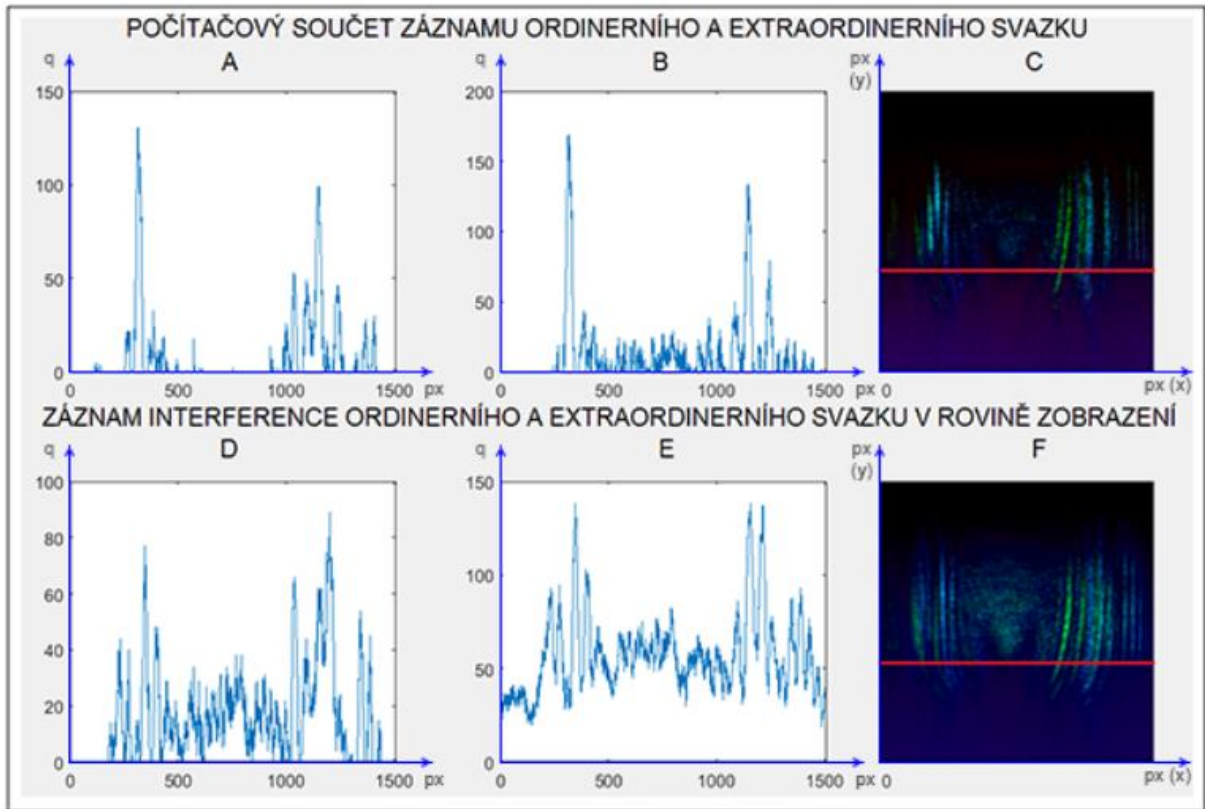 POČÍTAČOVÝ SOUČET ZÁZNAMU ORDINERNÍHO A EXTRAORDINERNÍHO SVAZKU
A
q
150
100
50
0
0
500
1000
px
1500
B
200
150
100
50
0
0
500
1000
px
1500
C
px
(y)
0
px (x)
ZÁZNAM INTERFERENCE ORDINERNÍHO A EXTRAORDINERNÍHO SVAZKU V ROVINĚ ZOBRAZENÍ
D
q
100
80
60
40
20
0
0
500
1000
px
1500
E
q
150
100
50
0
0
500
1000
1500
px
F
px
(y)
0
px (x)